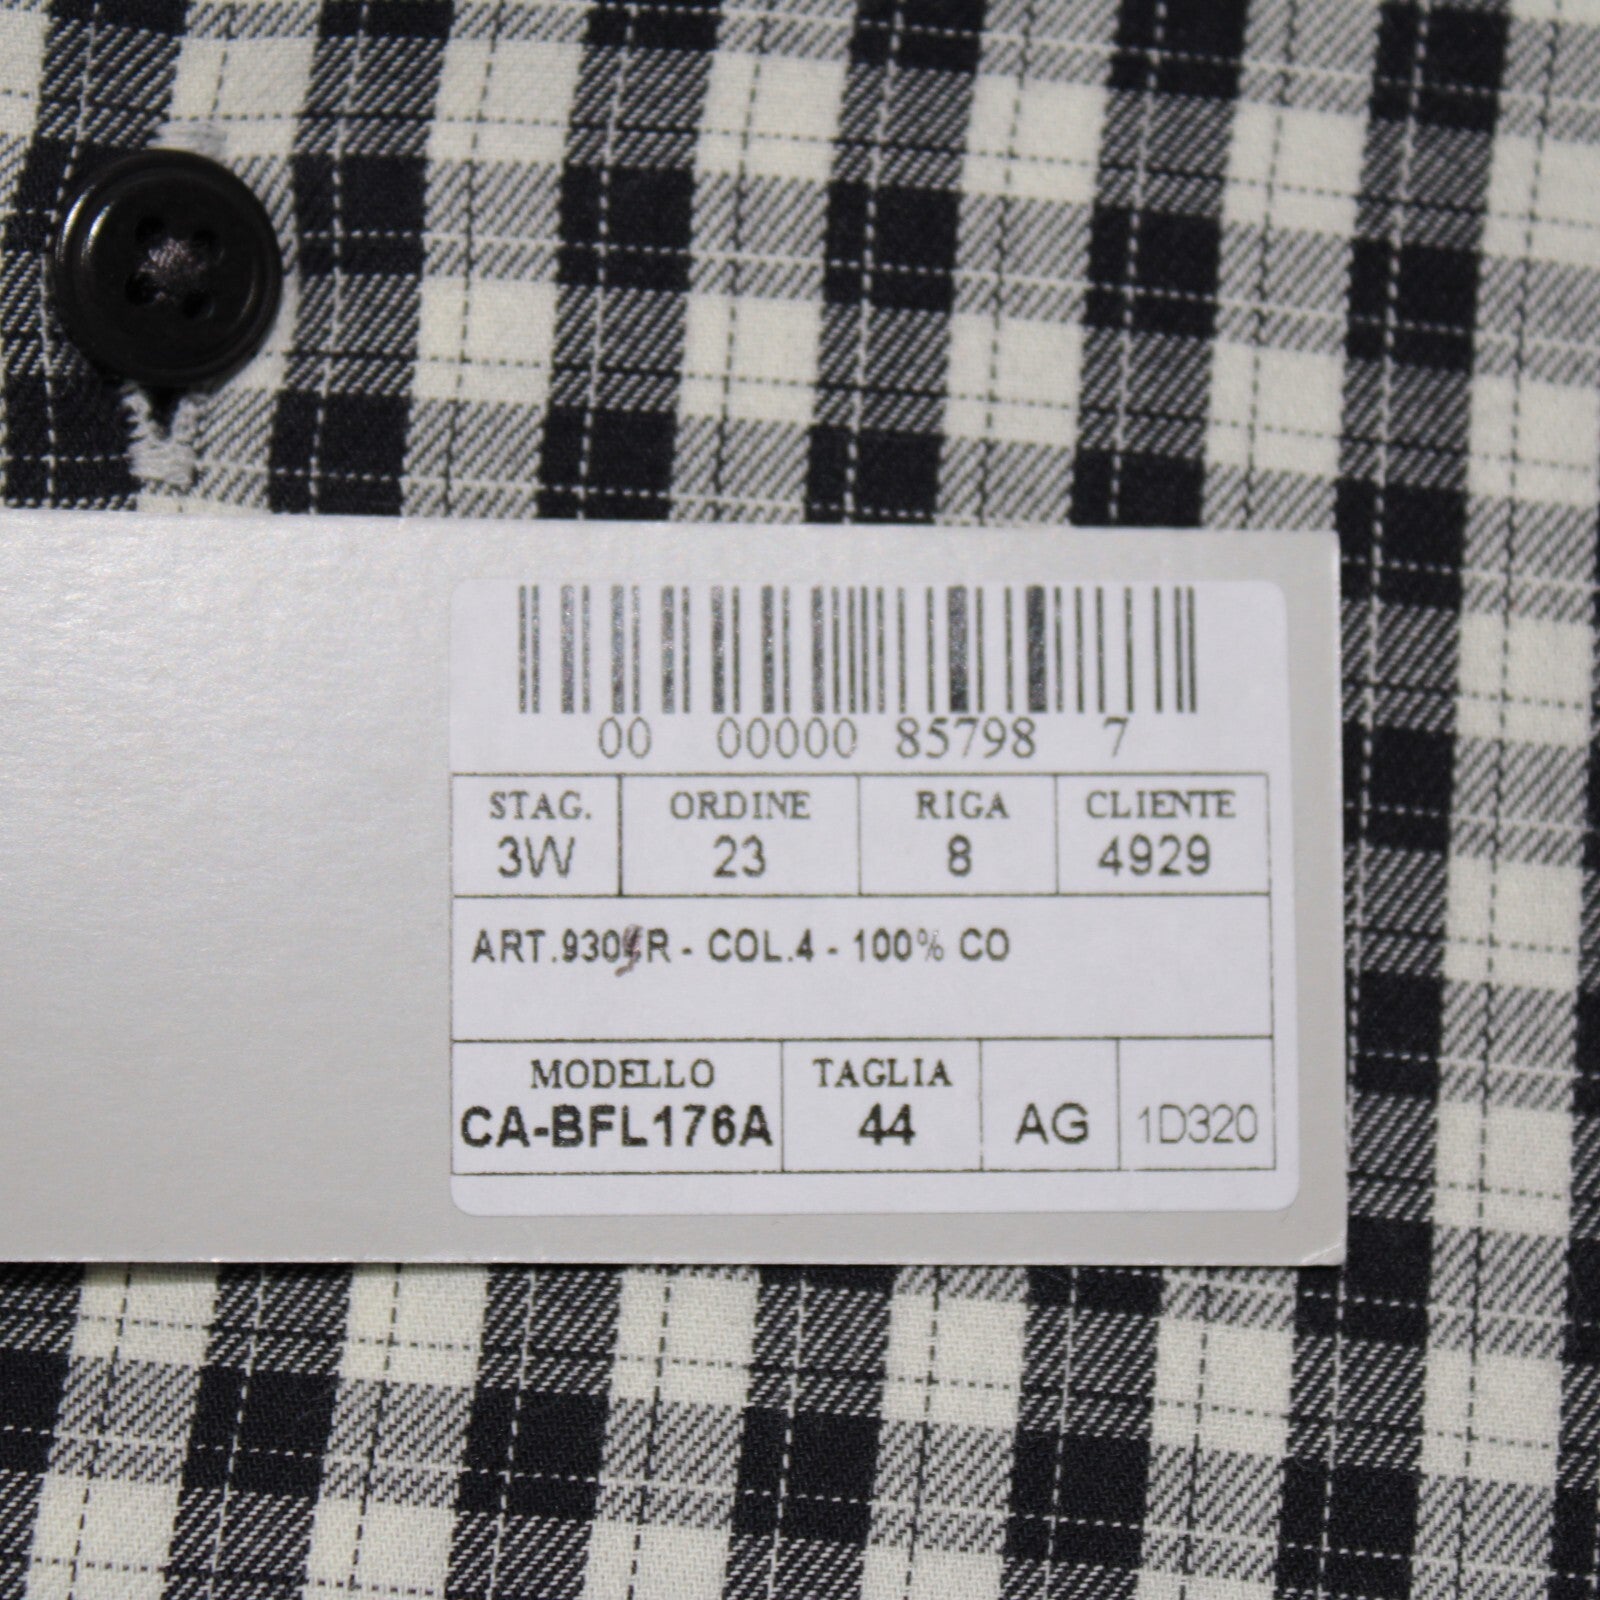 00 00000 85798 7
STAG. ORDINE RIGA CLIENTE
3W 23 8 4929
- COL.4 - 100% CO
MODELLO TAGLIA
CA-BFL176A 44 AG 1D320